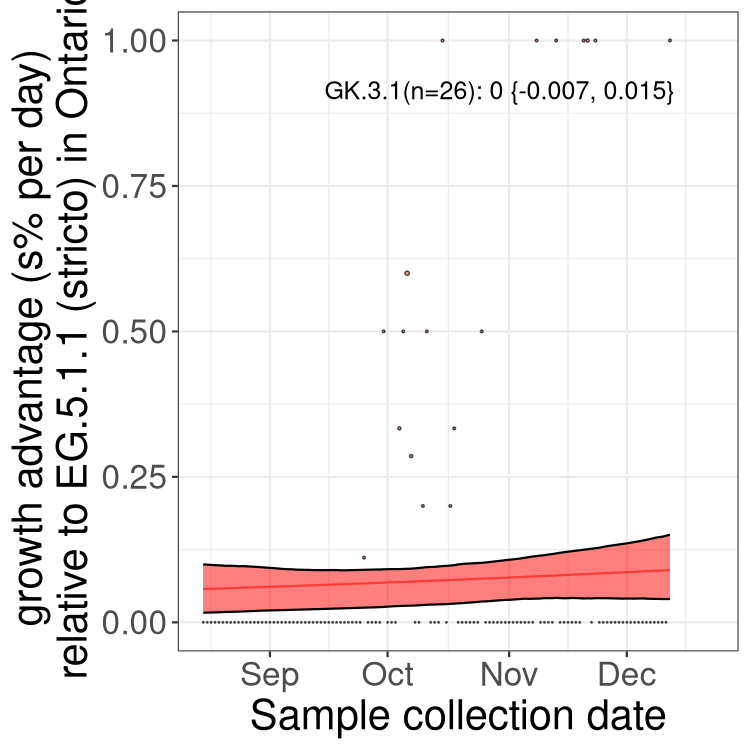 growth advantage (s% per day)
relative to EG.5.1.1 (stricto) in Ontario
1.00
GK.3.1(n=26): 0 {-0.007, 0.015}
0.75
0.50
0.25
0.00
Sep Oct Nov Dec
Sample collection date